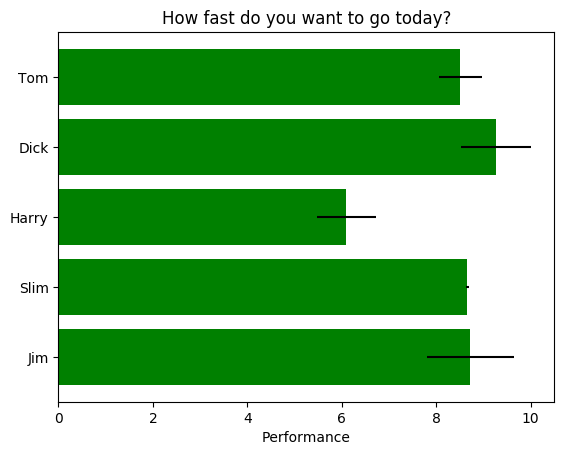 How fast do you want to go today?
Tom
Dick
Harry
Slim
Jim
0 2 4 6 8 10
Performance